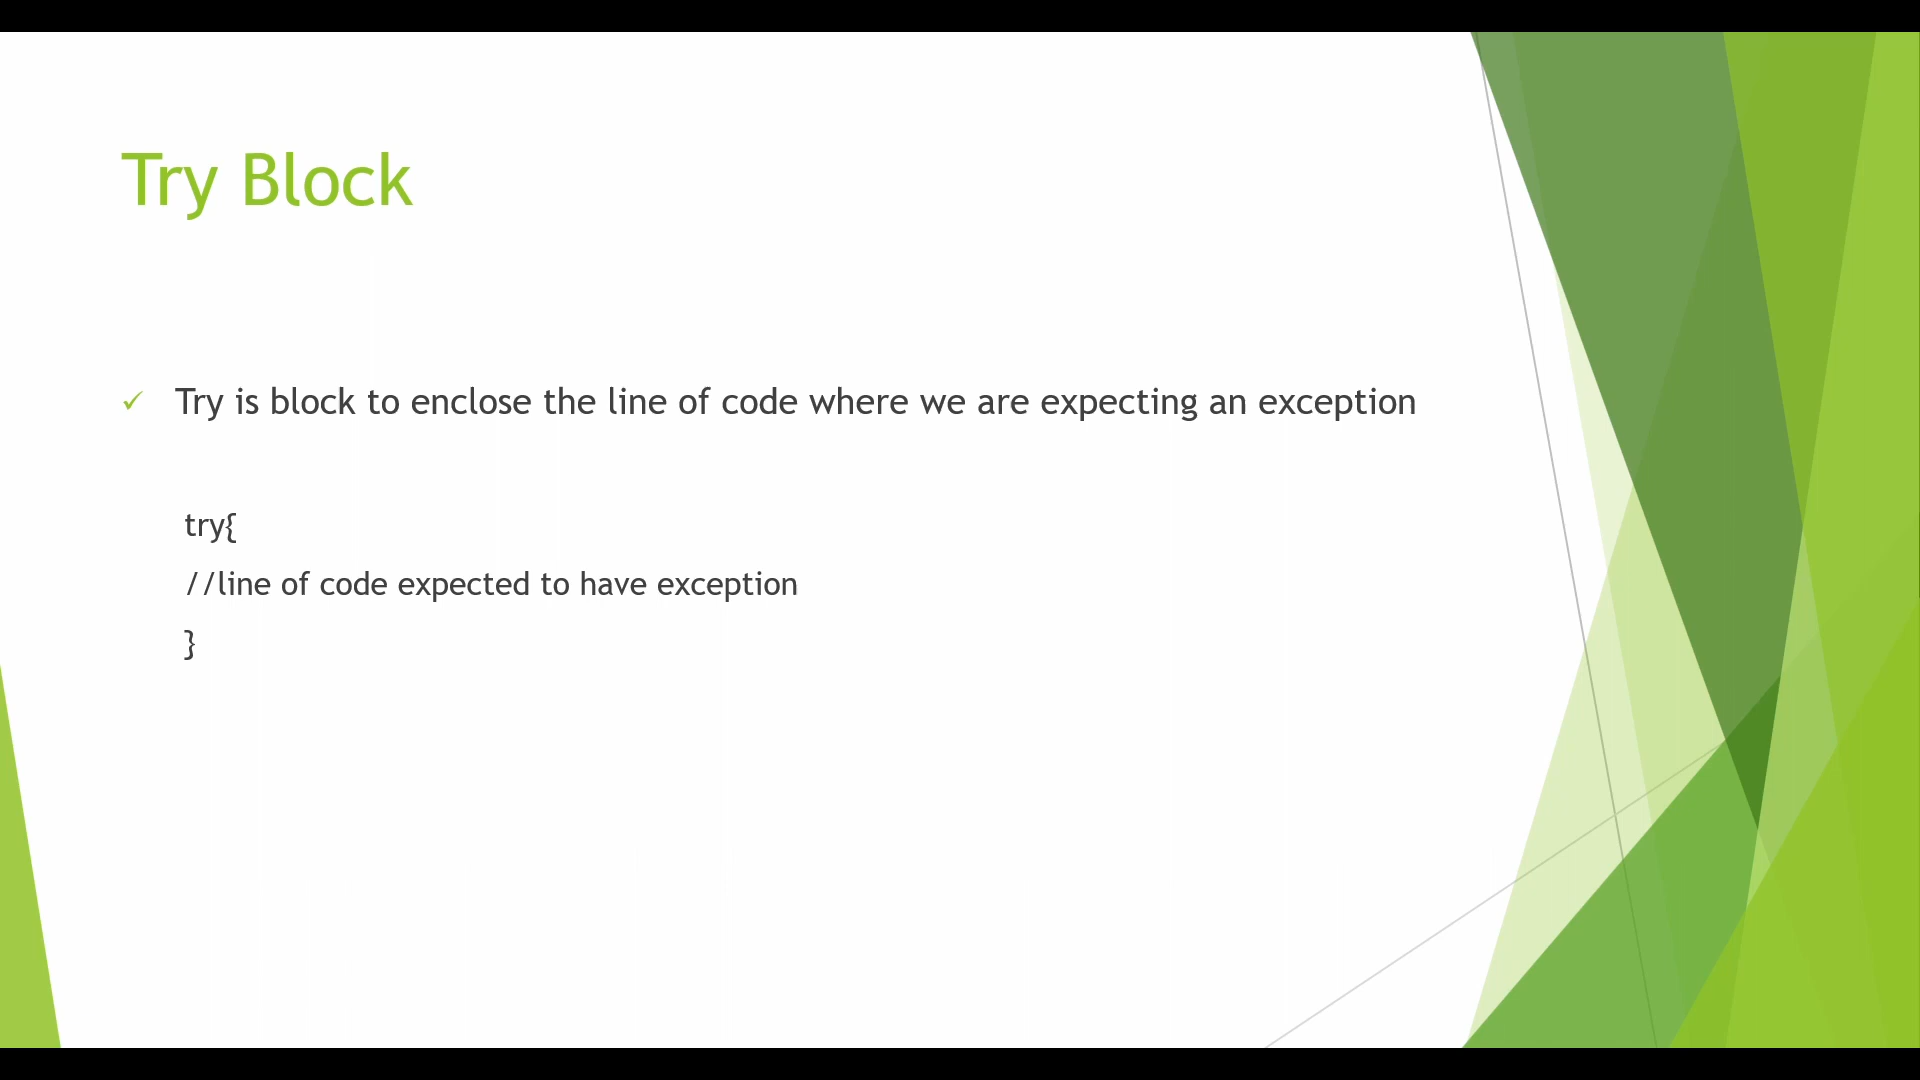 Try Block
✓ Try is block to enclose the line of code where we are expecting an exception
try{
//line of code expected to have exception
}